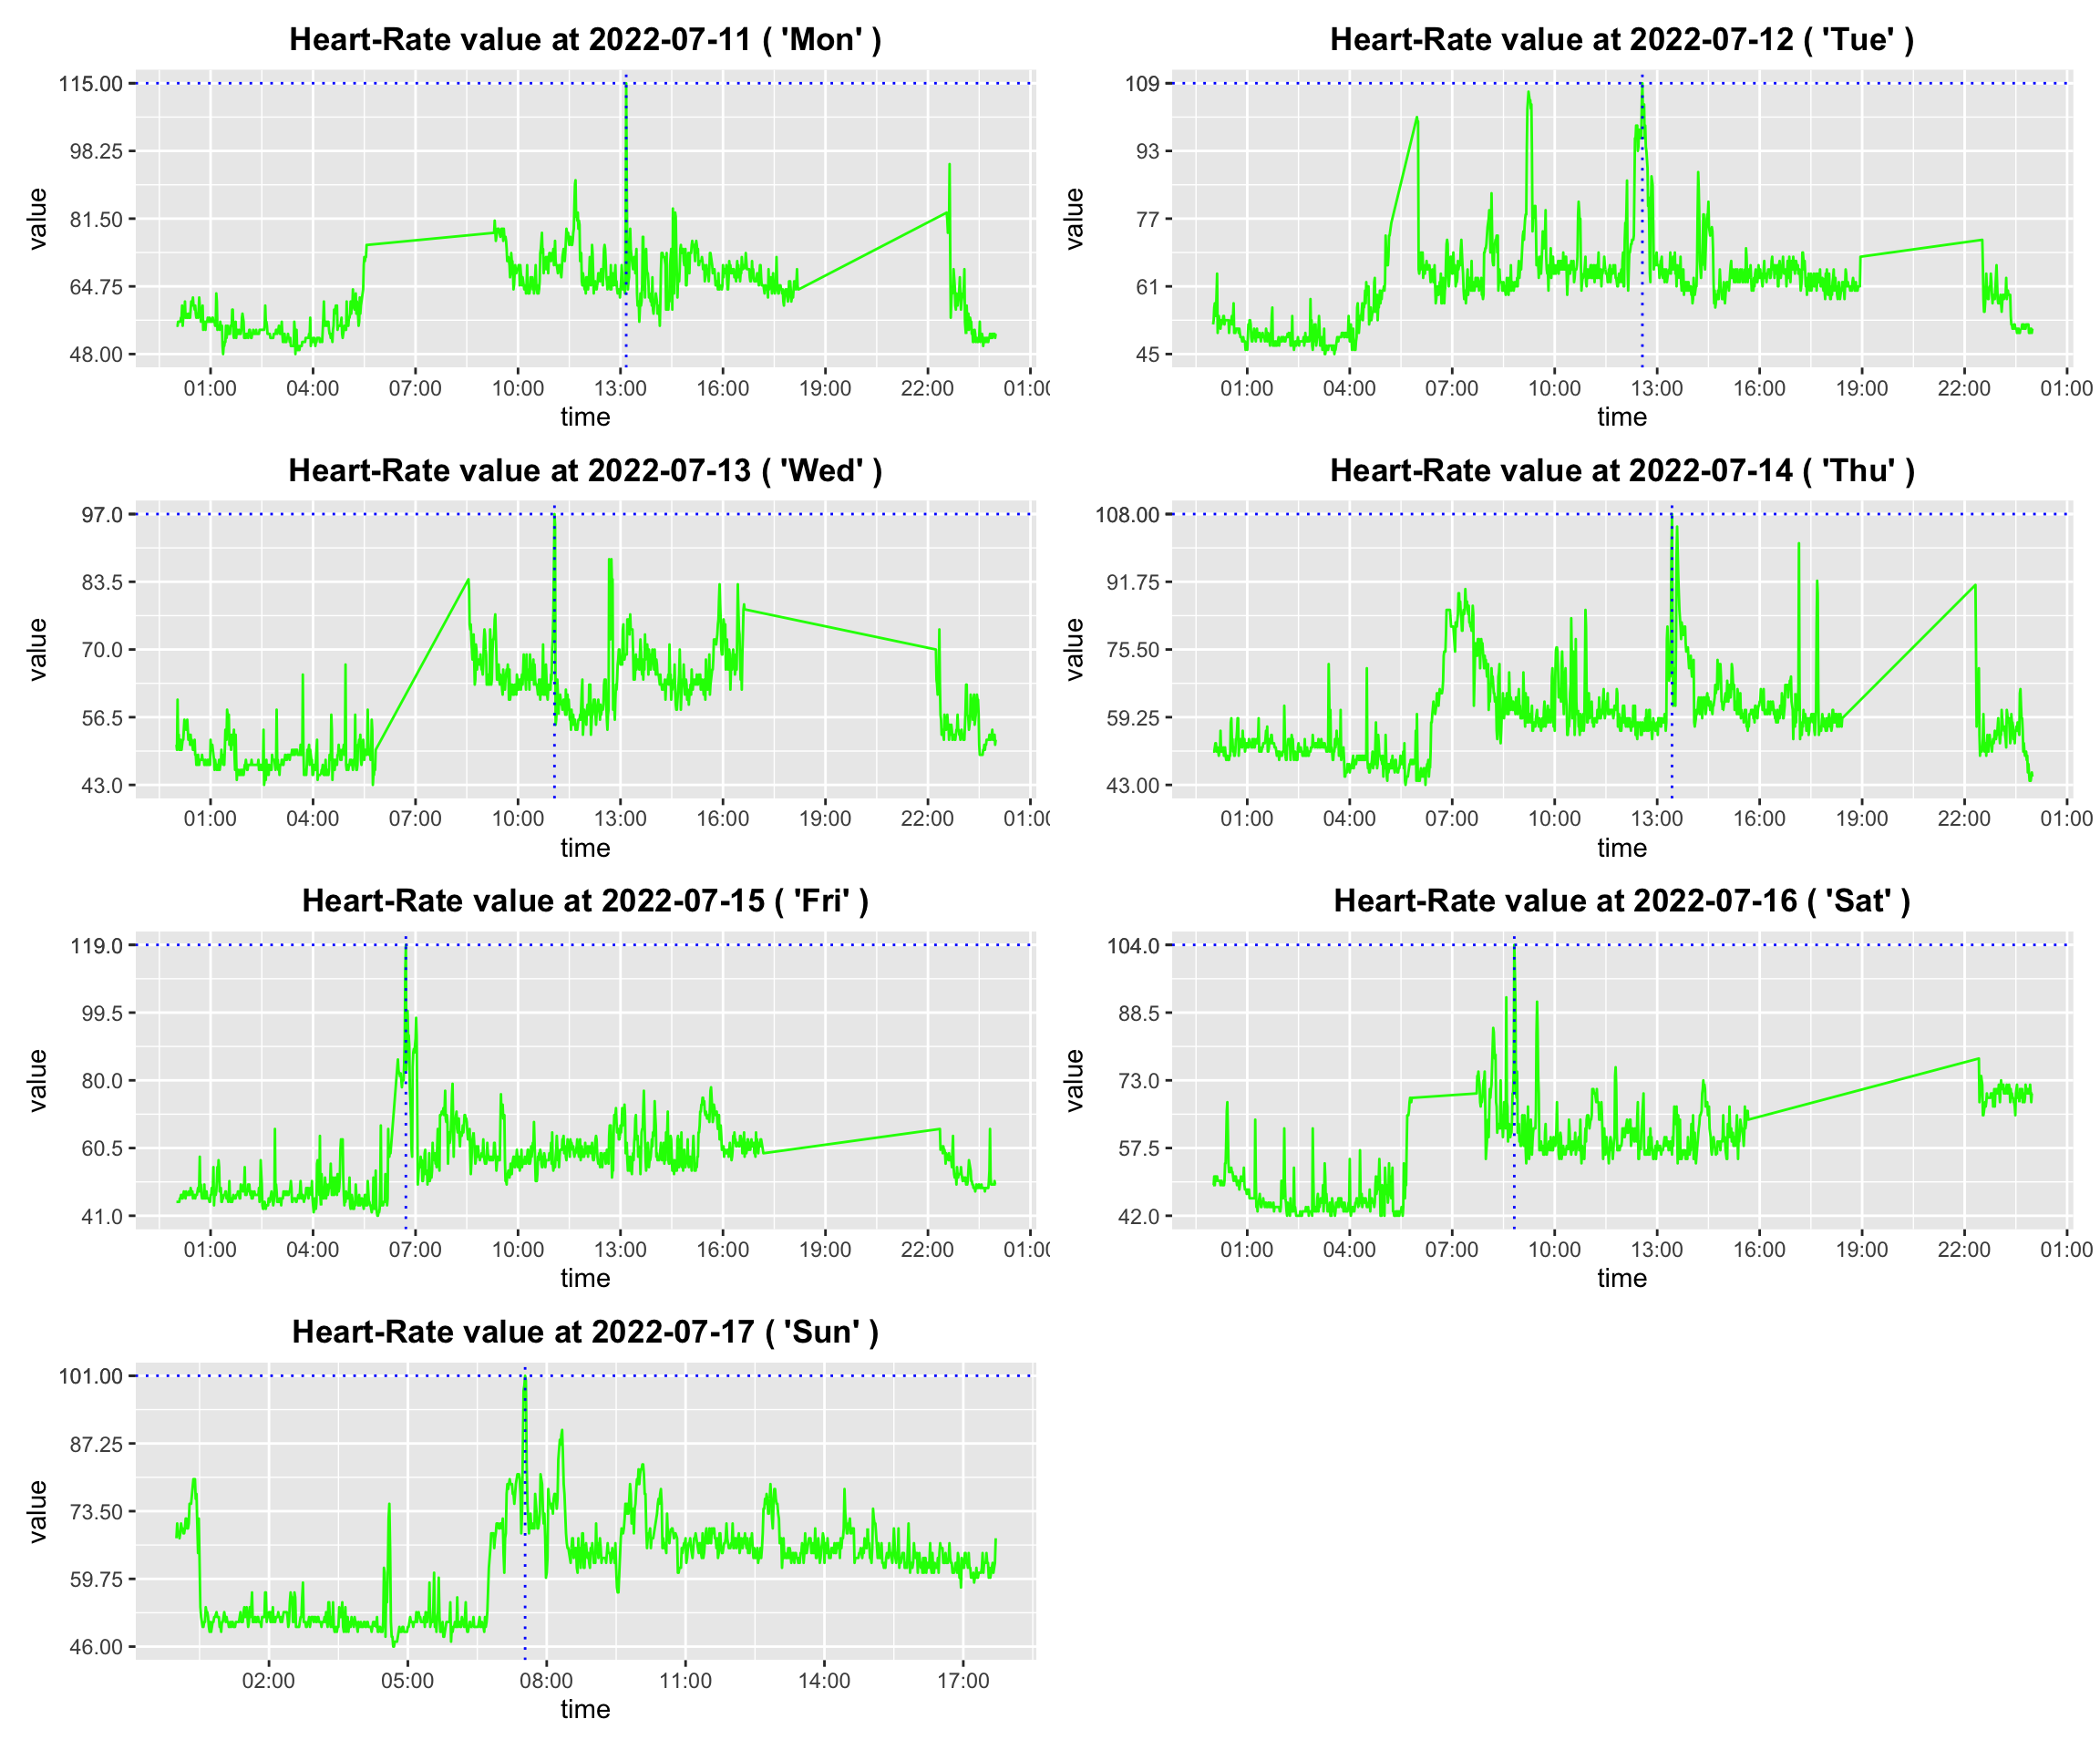 Heart-Rate value at 2022-07-11 ( 'Mon' )
115.00
98.25
81.50
64.75
48.00
value
01:00 04:00 07:00 10:00 13:00 16:00 19:00 22:00 01:0
time
Heart-Rate value at 2022-07-12 ( 'Tue' )
109
93
77
61
45
value
01:00 04:00 07:00 10:00 13:00 16:00 19:00 22:00 01:00
time
Heart-Rate value at 2022-07-13 ( 'Wed' )
97.0
83.5
70.0
56.5
43.0
value
01:00 04:00 07:00 10:00 13:00 16:00 19:00 22:00 01:0
time
Heart-Rate value at 2022-07-14 ( 'Thu' )
108.00
91.75
75.50
59.25
43.00
value
01:00 04:00 07:00 10:00 13:00 16:00 19:00 22:00 01:00
time
Heart-Rate value at 2022-07-15 ( 'Fri' )
119.0
99.5
80.0
60.5
41.0
value
01:00 04:00 07:00 10:00 13:00 16:00 19:00 22:00 01:0
time
Heart-Rate value at 2022-07-16 ( 'Sat' )
104.0
88.5
73.0
57.5
42.0
value
01:00 04:00 07:00 10:00 13:00 16:00 19:00 22:00 01:00
time
Heart-Rate value at 2022-07-17 ( 'Sun' )
101.00
87.25
73.50
59.75
46.00
value
02:00 05:00 08:00 11:00 14:00 17:00
time